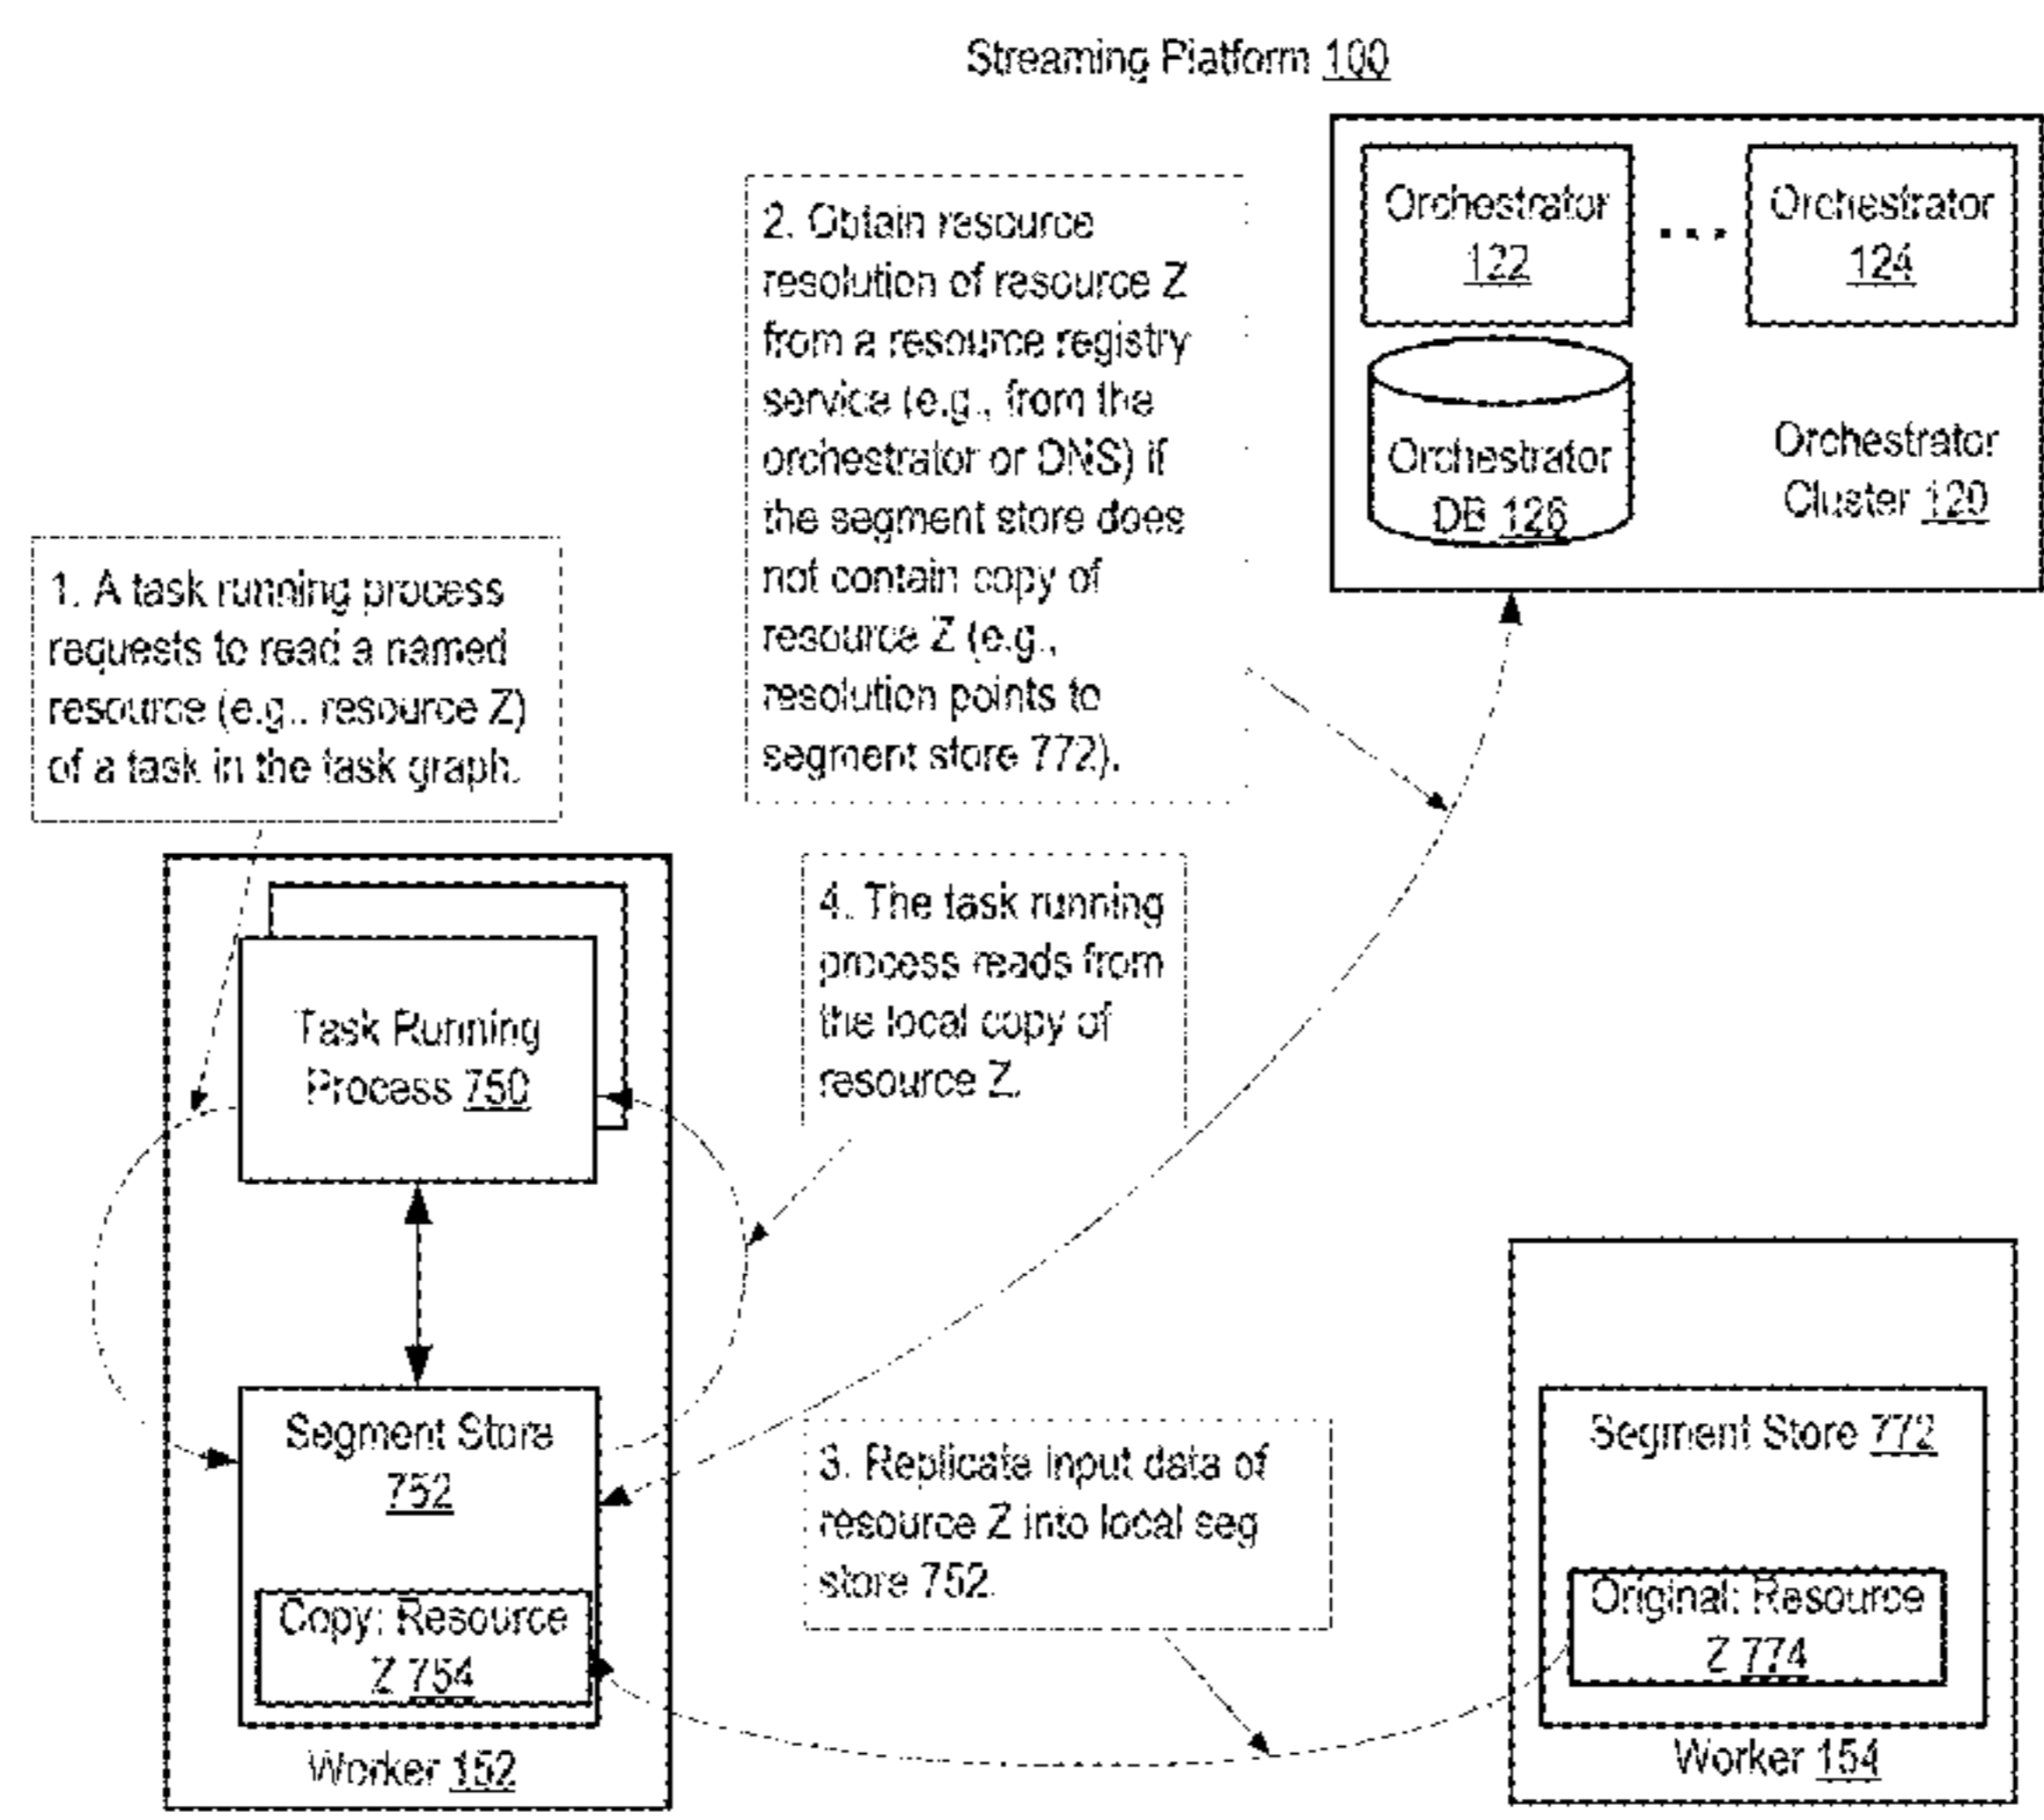 Streaming Platform 100
Orchestrator
122
...
Orchestrator
124
Orchestrator
DB 126
Orchestrator
Cluster 120
2. Obtain resource
resolution of resource Z
from a resource registry
service (e.g., from the
orchestrator or DNS) if
the segment store does
not contain copy of
resource Z (e.g.,
resolution points to
segment store 772).
1. A task running process
requests to read a named
resource (e.g., resource Z)
of a task in the task graph.
4. The task running
process reads from
the local copy of
resource Z.
Task Running
Process 750
Segment Store
752
Copy: Resource
Z 754
Worker 152
3. Replicate input data of
resource Z into local seg
store 752.
Segment Store 772
Original: Resource
Z 774
Worker 154